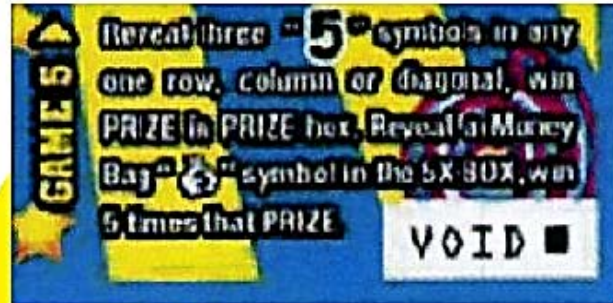 GAME 5
Reveal three "5" symbols in any
one row, column or diagonal, win
PRIZE in PRIZE box. Reveal a Money
Bag " " symbol in the 5X BOX, win
5 times that PRIZE.
VOID